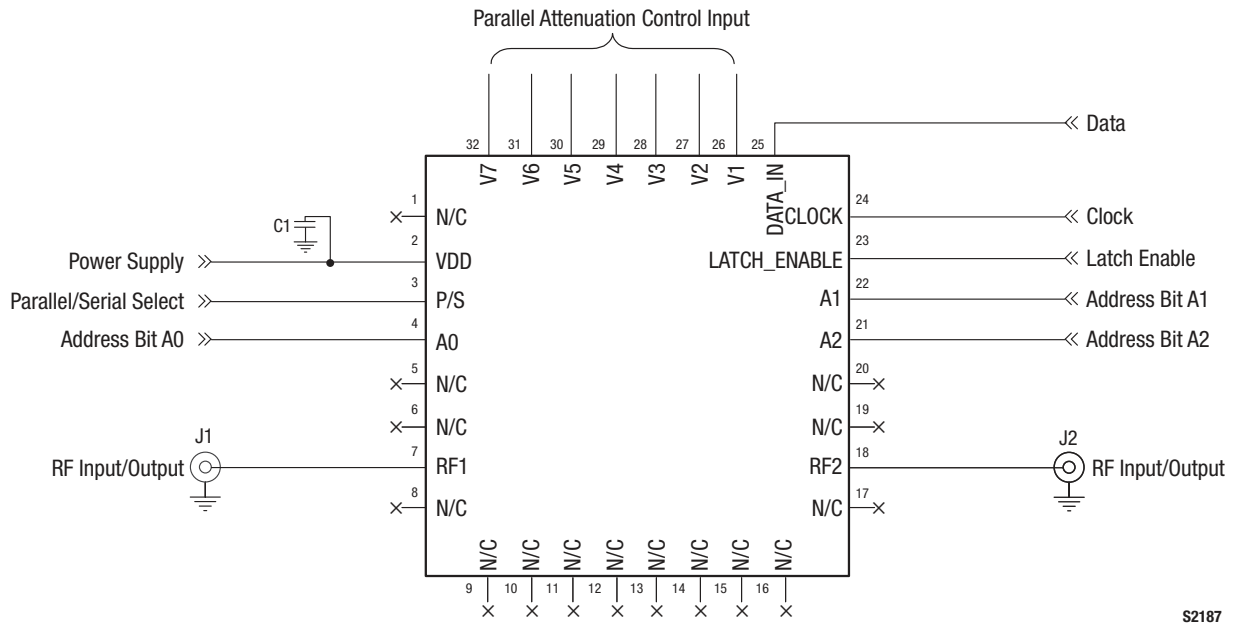 Parallel Attenuation Control Input
32 31 30 29 28 27 26 25
Data
V7 V6 V5 V4 V3 V2 V1 DATA_IN
1 N/C
CLOCK 24 Clock
C1
Power Supply 2 VDD
LATCH_ENABLE 23 Latch Enable
Parallel/Serial Select 3 P/S
A1 22 Address Bit A1
Address Bit A0 4 A0
A2 21 Address Bit A2
5 N/C
N/C 20
6 N/C
N/C 19
J1
J2
RF Input/Output 7 RF1
RF2 18 RF Input/Output
8 N/C
N/C 17
N/C N/C N/C N/C N/C N/C N/C N/C
9 10 11 12 13 14 15 16
S2187